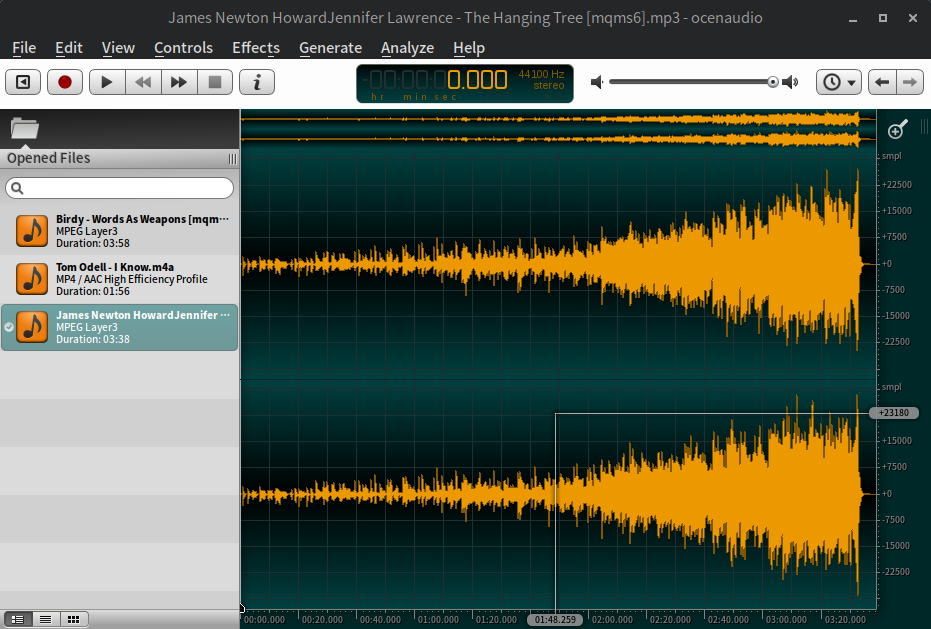 James Newton HowardJennifer Lawrence - The Hanging Tree [mqms6].mp3 - ocenaudio
File Edit View Controls Effects Generate Analyze Help
-00:00:00.000
44100 Hz
stereo
hr min sec
Opened Files
smpl
+22500
+15000
+7500
+0
-7500
-15000
-22500
Birdy - Words As Weapons [mqm···
MPEG Layer3
Duration: 03:58
Tom Odell - I Know.m4a
MP4 / AAC High Efficiency Profile
Duration: 01:56
James Newton HowardJennifer ···
MPEG Layer3
Duration: 03:38
smpl
+23180
+15000
+7500
+0
-7500
-15000
-22500
00:00.000 00:20.000 00:40.000 01:00.000 01:20.000 01:48.259 02:00.000 02:20.000 02:40.000 03:00.000 03:20.000